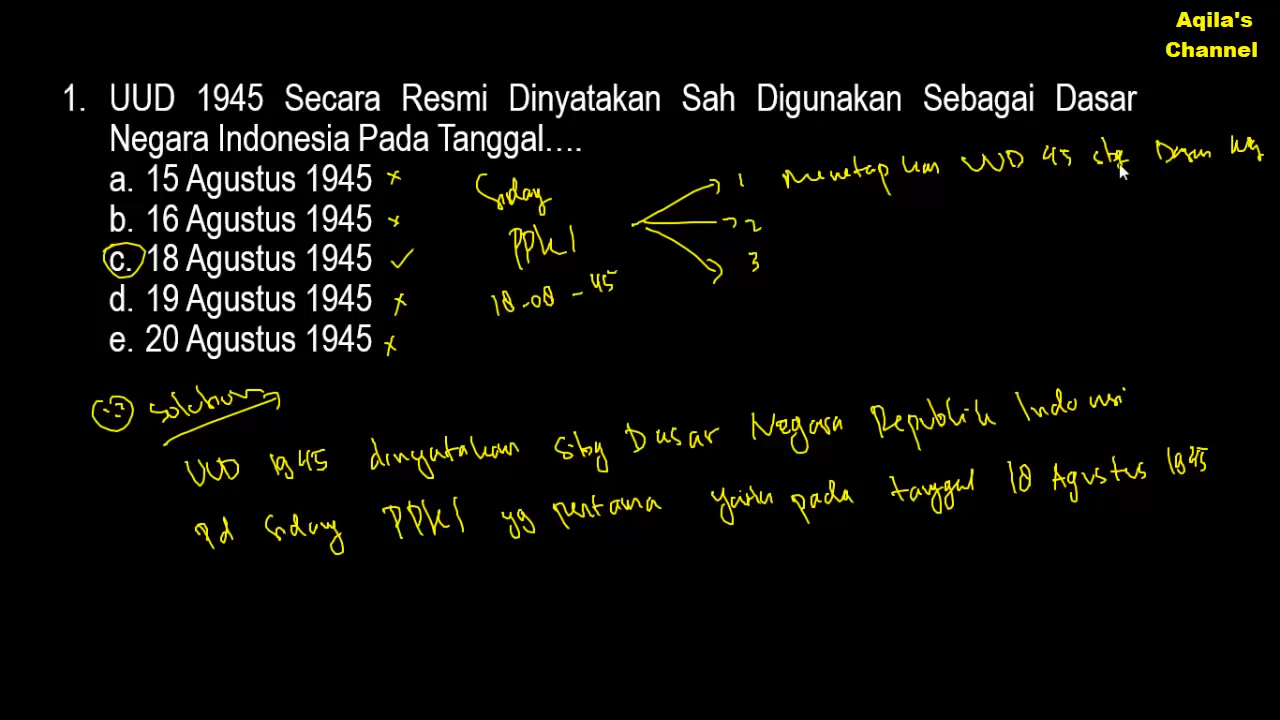 Aqila's
Channel
1. UUD 1945 Secara Resmi Dinyatakan Sah Digunakan Sebagai Dasar
Negara Indonesia Pada Tanggal....
a. 15 Agustus 1945 x
b. 16 Agustus 1945 x
c. 18 Agustus 1945 ✓
d. 19 Agustus 1945 x
e. 20 Agustus 1945 x
Sidang
PPKI
18-08-45
1 Menetapkan UUD 45 sbg Dasar Ng
2
3
Solution
UUD 1945 dinyatakan sbg Dasar Negara Republik Indonesi
Pd Sidang PPKI yg pertama yaitu pada tanggal 18 Agustus 1945